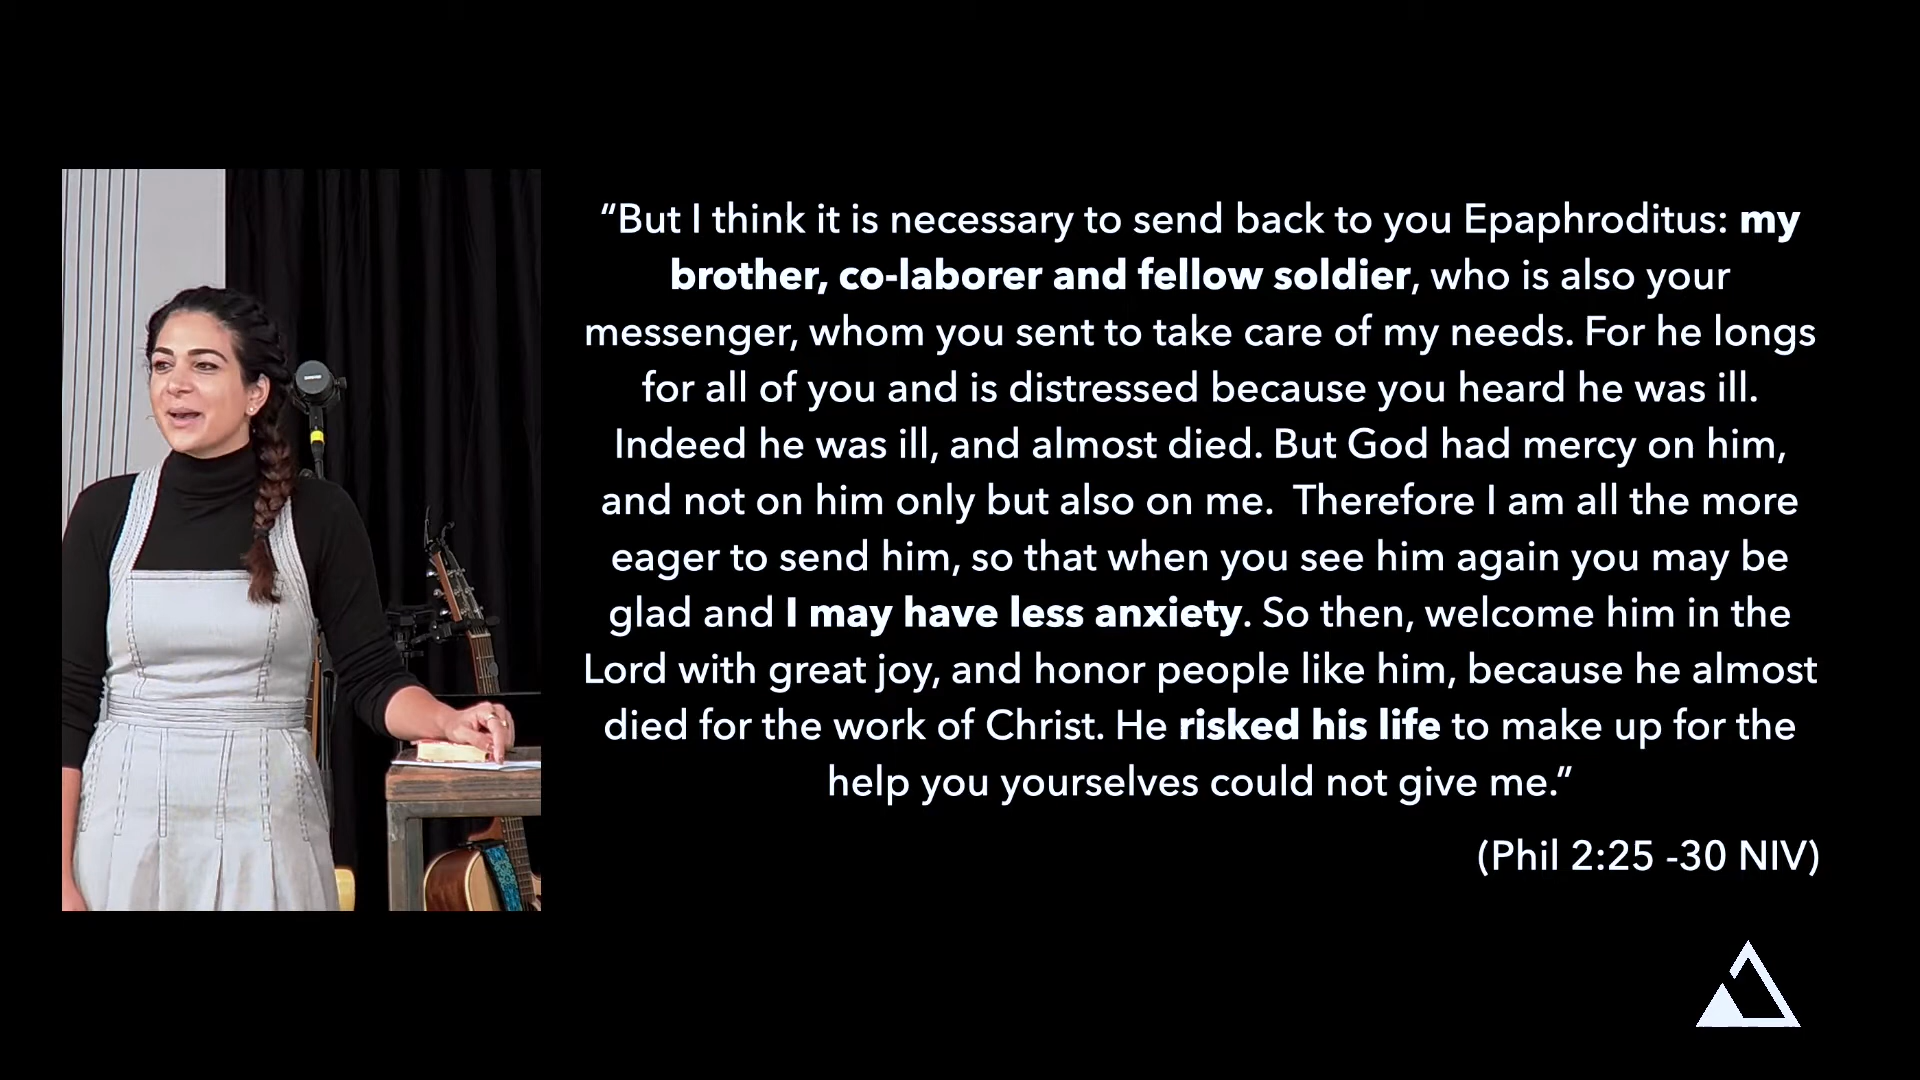 “But I think it is necessary to send back to you Epaphroditus: my
brother, co-laborer and fellow soldier, who is also your
messenger, whom you sent to take care of my needs. For he longs
for all of you and is distressed because you heard he was ill.
Indeed he was ill, and almost died. But God had mercy on him,
and not on him only but also on me.  Therefore I am all the more
eager to send him, so that when you see him again you may be
glad and I may have less anxiety. So then, welcome him in the
Lord with great joy, and honor people like him, because he almost
died for the work of Christ. He risked his life to make up for the
help you yourselves could not give me.”
(Phil 2:25 -30 NIV)